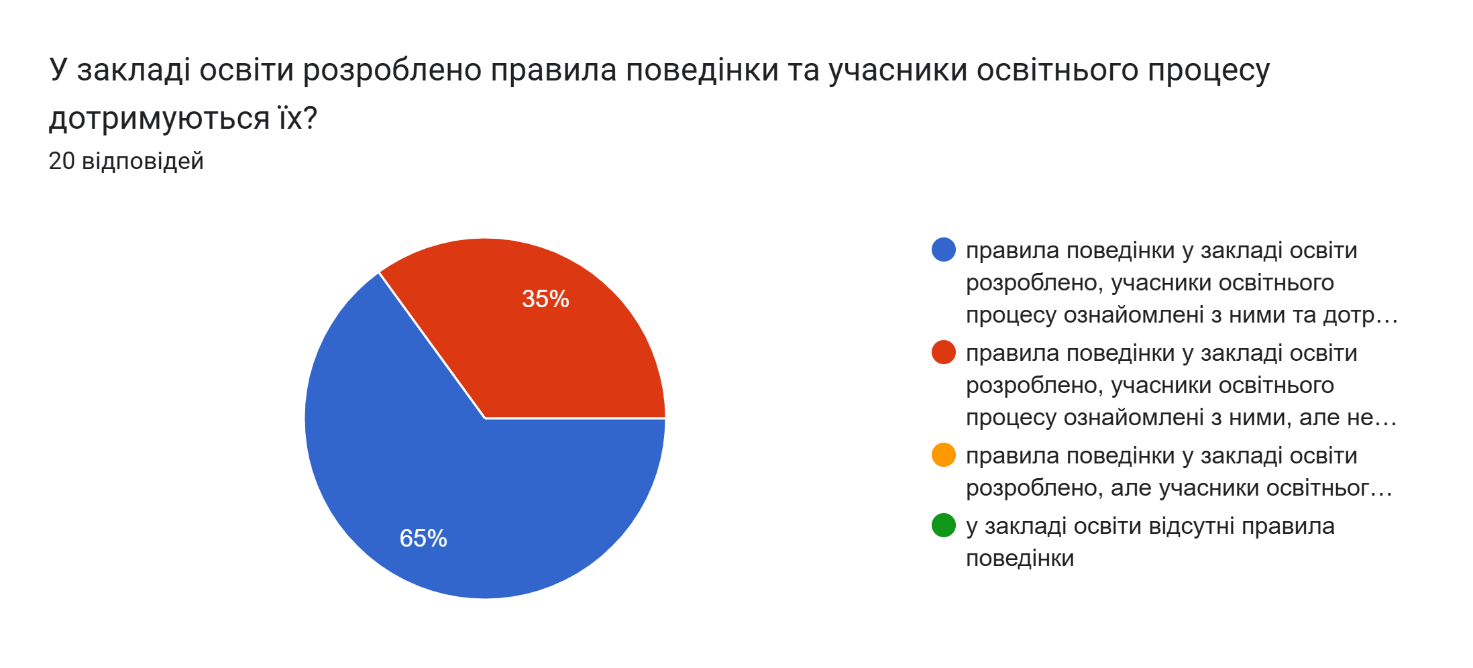 У закладі освіти розроблено правила поведінки та учасники освітнього процесу
дотримуються їх?
20 відповідей
35%
65%
правила поведінки у закладі освіти
розроблено, учасники освітнього
процесу ознайомлені з ними та дотр…
правила поведінки у закладі освіти
розроблено, учасники освітнього
процесу ознайомлені з ними, але не…
правила поведінки у закладі освіти
розроблено, але учасники освітньог…
у закладі освіти відсутні правила
поведінки